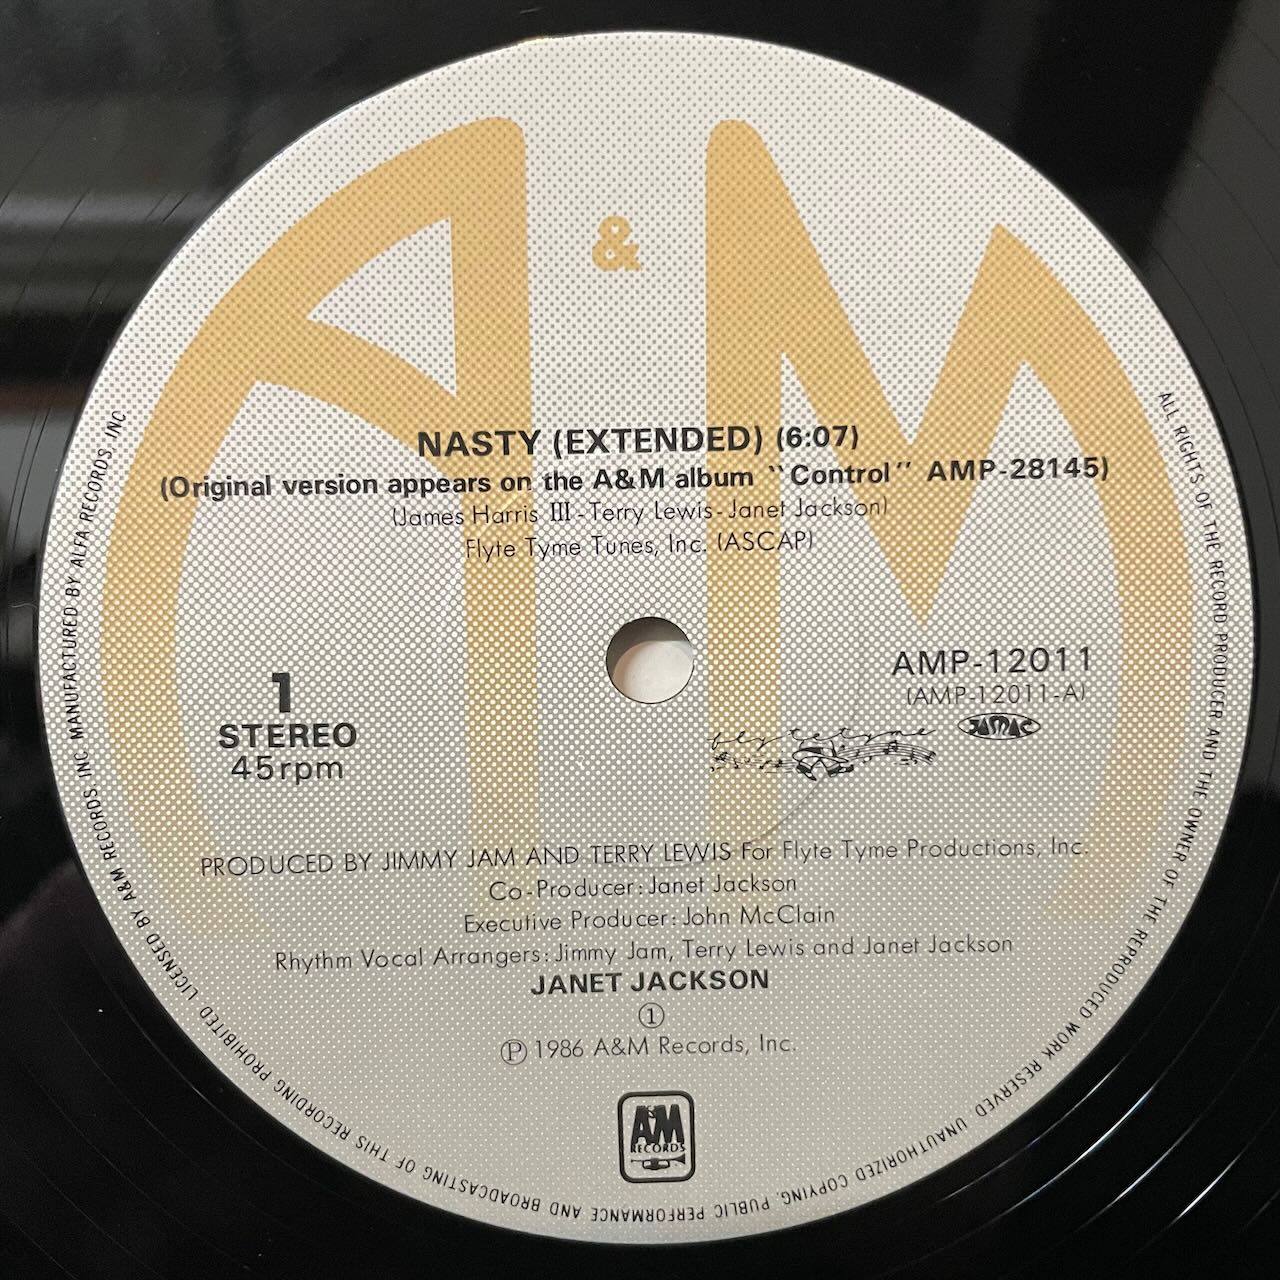 A & M
NASTY (EXTENDED) (6:07)
(Original version appears on the A&M album "Control" AMP-28145)
(James Harris III-Terry Lewis-Janet Jackson)
Flyte Tyme Tunes, Inc. (ASCAP)
1
STEREO
45rpm
AMP-12011
(AMP-12011-A)
flytetyme
JASRAC
PRODUCED BY JIMMY JAM AND TERRY LEWIS For Flyte Tyme Productions, Inc.
Co-Producer: Janet Jackson
Executive Producer: John McClain
Rhythm Vocal Arrangers: Jimmy Jam, Terry Lewis and Janet Jackson
JANET JACKSON
①
Ⓟ 1986 A&M Records, Inc.
A&M
RECORDS
ALL RIGHTS OF THE RECORD PRODUCER AND THE OWNER OF THE REPRODUCED WORK RESERVED. UNAUTHORIZED COPYING, PUBLIC PERFORMANCE AND BROADCASTING OF THIS RECORDING PROHIBITED LICENSED BY A&M RECORDS INC MANUFACTURED BY ALFA RECORDS, INC